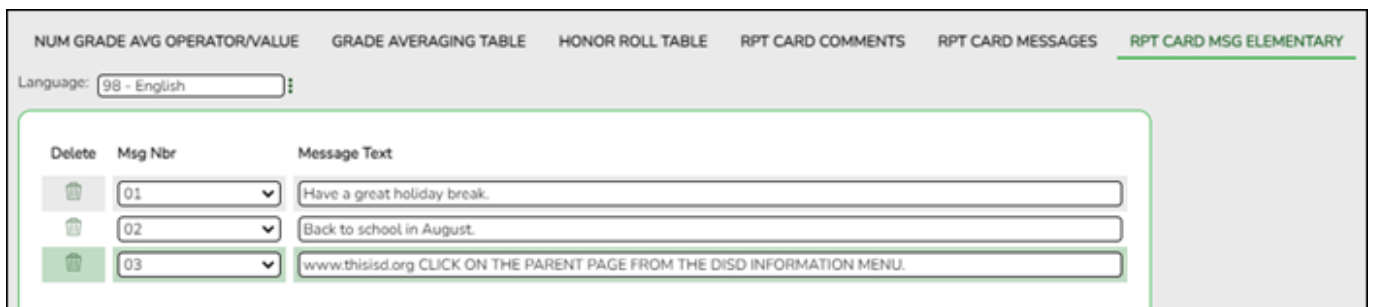 NUM GRADE AVG OPERATOR/VALUE GRADE AVERAGING TABLE HONOR ROLL TABLE RPT CARD COMMENTS RPT CARD MESSAGES RPT CARD MSG ELEMENTARY
Language: 98 - English
Delete Msg Nbr Message Text
01 Have a great holiday break.
02 Back to school in August.
03 www.thisisd.org CLICK ON THE PARENT PAGE FROM THE DISD INFORMATION MENU.